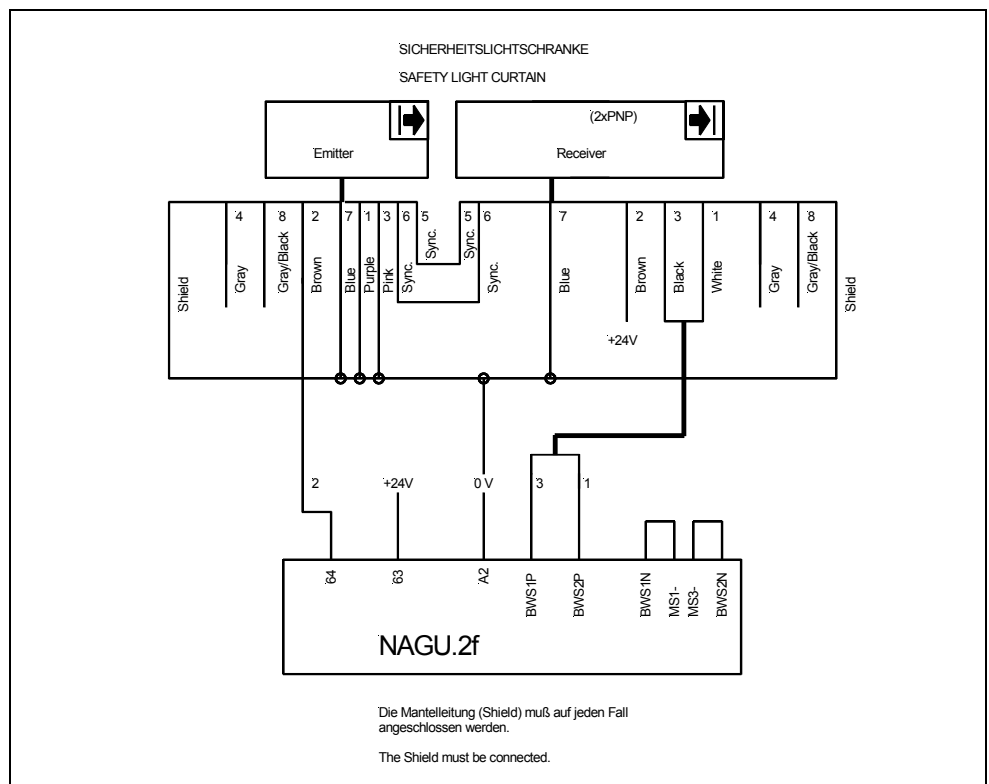 SICHERHEITSLICHTSCHRANKE
SAFETY LIGHT CURTAIN
(2xPNP)
Emitter
Receiver
4 8 2 7 1 3 6 5 5 6 7 2 3 1 4 8
Shield
Gray
Gray/Black
Brown
Blue
Purple
Pink
Sync.
Sync.
Sync.
Sync.
Blue
Brown
Black
White
Gray
Gray/Black
Shield
+24V
2 +24V 0 V 3 1
64
63
A2
BWS1P
BWS2P
BWS1N
MS1-
MS3-
BWS2N
NAGU.2f
Die Mantelleitung (Shield) muß auf jeden Fall
angeschlossen werden.
The Shield must be connected.